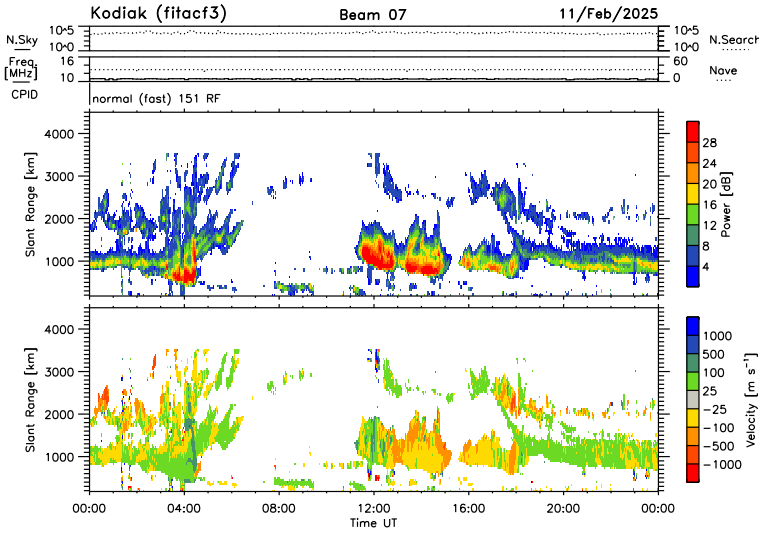 Kodiak (fitacf3) Beam 07 11/Feb/2025
N.Sky 10^5 10^5 N.Search
10^0 10^0
Freq. 16 60
[MHz] 10 0 Nave
CPID normal (fast) 151 RF
Slant Range [km]
4000
3000
2000
1000
Power [dB]
28
24
20
16
12
8
4
Slant Range [km]
4000
3000
2000
1000
Velocity [m s⁻¹]
1000
500
100
25
−25
−100
−500
−1000
00:00 04:00 08:00 12:00 16:00 20:00 00:00
Time UT